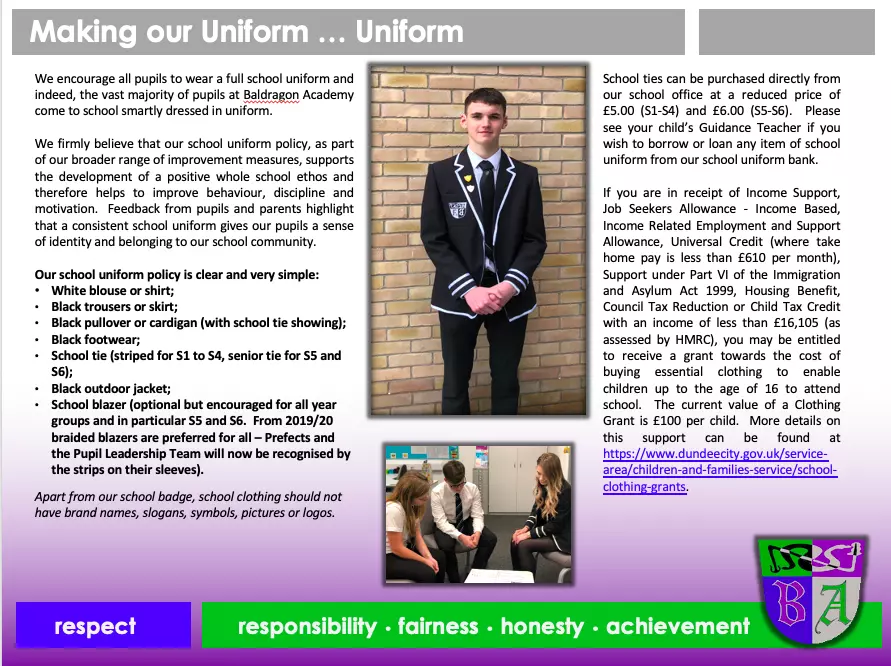 Making our Uniform … Uniform
We encourage all pupils to wear a full school uniform and
indeed, the vast majority of pupils at Baldragon Academy
come to school smartly dressed in uniform.
We firmly believe that our school uniform policy, as part
of our broader range of improvement measures, supports
the development of a positive whole school ethos and
therefore helps to improve behaviour, discipline and
motivation. Feedback from pupils and parents highlight
that a consistent school uniform gives our pupils a sense
of identity and belonging to our school community.
Our school uniform policy is clear and very simple:
• White blouse or shirt;
• Black trousers or skirt;
• Black pullover or cardigan (with school tie showing);
• Black footwear;
• School tie (striped for S1 to S4, senior tie for S5 and
S6);
• Black outdoor jacket;
• School blazer (optional but encouraged for all year
groups and in particular S5 and S6. From 2019/20
braided blazers are preferred for all – Prefects and
the Pupil Leadership Team will now be recognised by
the strips on their sleeves).
Apart from our school badge, school clothing should not
have brand names, slogans, symbols, pictures or logos.
School ties can be purchased directly from
our school office at a reduced price of
£5.00 (S1-S4) and £6.00 (S5-S6). Please
see your child's Guidance Teacher if you
wish to borrow or loan any item of school
uniform from our school uniform bank.
If you are in receipt of Income Support,
Job Seekers Allowance - Income Based,
Income Related Employment and Support
Allowance, Universal Credit (where take
home pay is less than £610 per month),
Support under Part VI of the Immigration
and Asylum Act 1999, Housing Benefit,
Council Tax Reduction or Child Tax Credit
with an income of less than £16,105 (as
assessed by HMRC), you may be entitled
to receive a grant towards the cost of
buying essential clothing to enable
children up to the age of 16 to attend
school. The current value of a Clothing
Grant is £100 per child. More details on
this support can be found at
https://www.dundeecity.gov.uk/service-
area/children-and-families-service/school-
clothing-grants.
respect
responsibility • fairness • honesty • achievement
B A